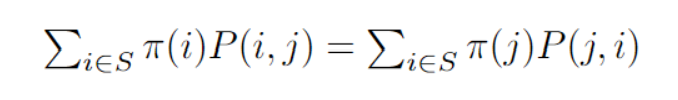 ∑_{i∈S} π(i)P(i, j) = ∑_{i∈S} π(j)P(j, i)